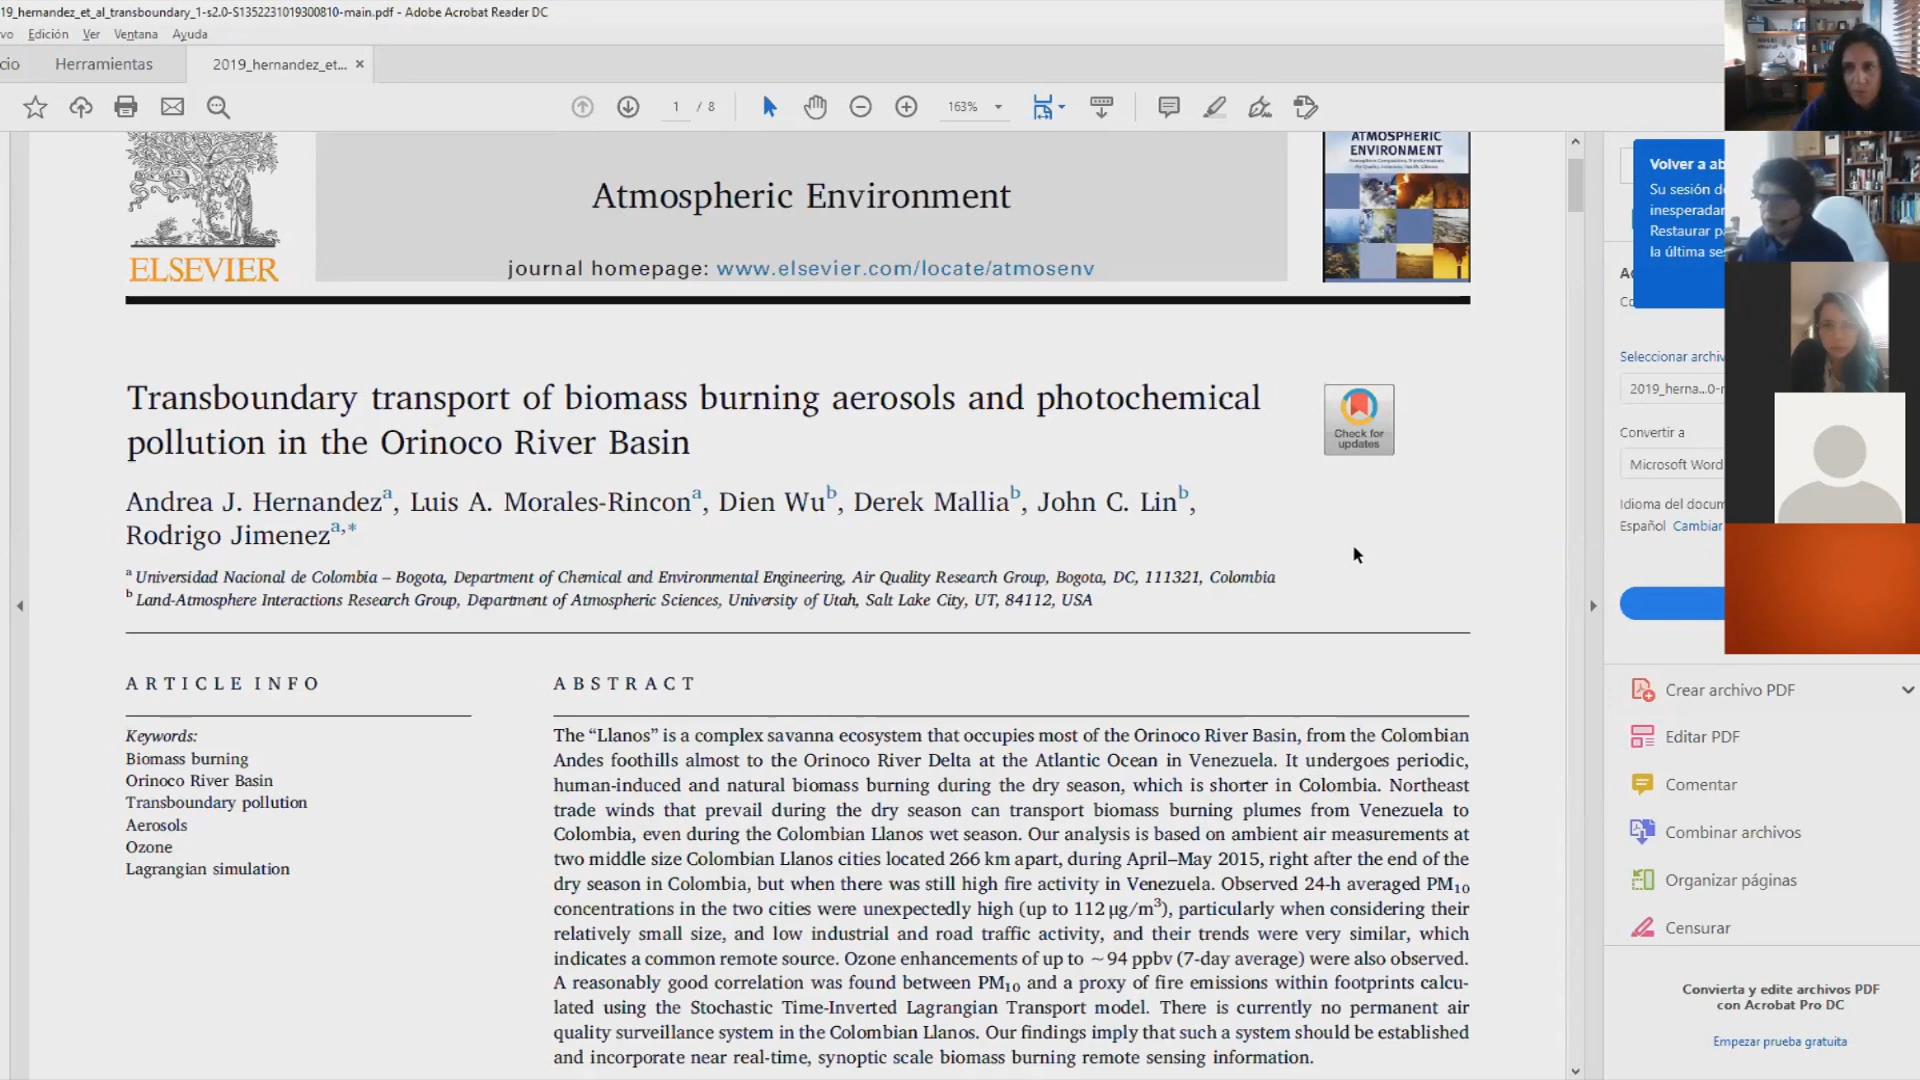 19_hernandez_et_al_transboundary_1-s2.0-S1352231019300810-main.pdf - Adobe Acrobat Reader DC
vo Edición Ver Ventana Ayuda
cio Herramientas 2019_hernandez_et... ×
1 / 8 163%
ELSEVIER
Atmospheric Environment
journal homepage: www.elsevier.com/locate/atmosenv
ATMOSPHERIC
ENVIRONMENT
Transboundary transport of biomass burning aerosols and photochemical
pollution in the Orinoco River Basin
Check for
updates
Andrea J. Hernandezª, Luis A. Morales-Rinconª, Dien Wuᵇ, Derek Malliaᵇ, John C. Linᵇ,
Rodrigo Jimenezª,*
ª Universidad Nacional de Colombia – Bogota, Department of Chemical and Environmental Engineering, Air Quality Research Group, Bogota, DC, 111321, Colombia
ᵇ Land-Atmosphere Interactions Research Group, Department of Atmospheric Sciences, University of Utah, Salt Lake City, UT, 84112, USA
ARTICLE INFO
Keywords:
Biomass burning
Orinoco River Basin
Transboundary pollution
Aerosols
Ozone
Lagrangian simulation
ABSTRACT
The “Llanos” is a complex savanna ecosystem that occupies most of the Orinoco River Basin, from the Colombian
Andes foothills almost to the Orinoco River Delta at the Atlantic Ocean in Venezuela. It undergoes periodic,
human-induced and natural biomass burning during the dry season, which is shorter in Colombia. Northeast
trade winds that prevail during the dry season can transport biomass burning plumes from Venezuela to
Colombia, even during the Colombian Llanos wet season. Our analysis is based on ambient air measurements at
two middle size Colombian Llanos cities located 266 km apart, during April–May 2015, right after the end of the
dry season in Colombia, but when there was still high fire activity in Venezuela. Observed 24-h averaged PM₁₀
concentrations in the two cities were unexpectedly high (up to 112 µg/m³), particularly when considering their
relatively small size, and low industrial and road traffic activity, and their trends were very similar, which
indicates a common remote source. Ozone enhancements of up to ~94 ppbv (7-day average) were also observed.
A reasonably good correlation was found between PM₁₀ and a proxy of fire emissions within footprints calcu-
lated using the Stochastic Time-Inverted Lagrangian Transport model. There is currently no permanent air
quality surveillance system in the Colombian Llanos. Our findings imply that such a system should be established
and incorporate near real-time, synoptic scale biomass burning remote sensing information.
Volver a ab
Su sesión d
inesperadar
Restaurar p
la última se
Seleccionar archiv
2019_herna...0-r
Convertir a
Microsoft Word
Idioma del docum
Español Cambiar
Crear archivo PDF
Editar PDF
Comentar
Combinar archivos
Organizar páginas
Censurar
Convierta y edite archivos PDF
con Acrobat Pro DC
Empezar prueba gratuita